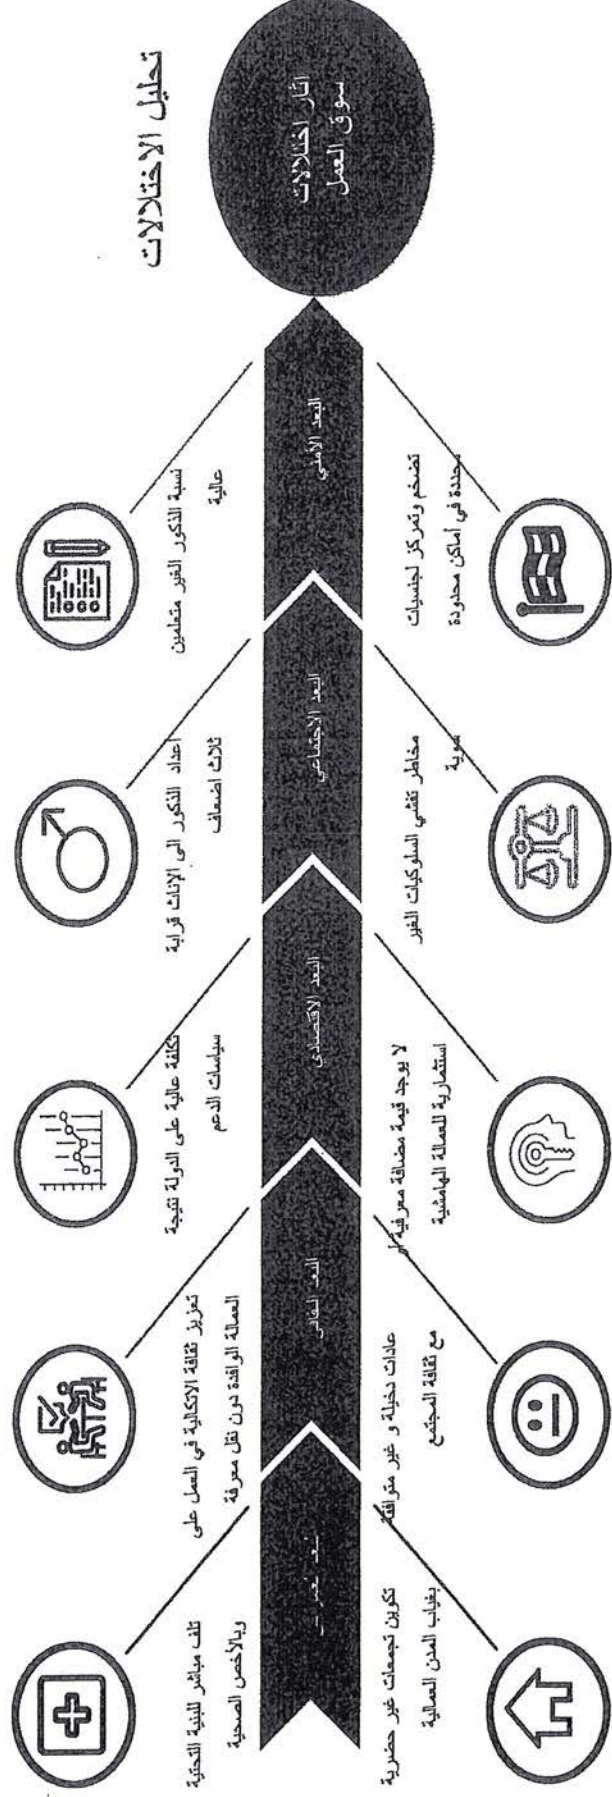 تحليل الاختلالات
اثار اختلالات
سوق العمل
البعد الأمني
نسبة الذكور الغير متعلمين
عالية
تضخم وتمركز لجنسيات
محددة في أماكن محدودة
البعد الاجتماعي
اعداد الذكور الى الإناث قرابة
ثلاث اضعاف
مخاطر تفشي السلوكيات الغير
سوية
البعد الاقتصادي
تكلفة عالية على الدولة نتيجة
سياسات الدعم
لا يوجد قيمة مضافة معرفية او
استثمارية للعمالة الهامشية
البعد الثقافي
تعزيز ثقافة الاتكالية في العمل على
العمالة الوافدة دون نقل معرفة
عادات دخيلة و غير متوافقة
مع ثقافة المجتمع
تلف مباشر للبنية التحتية
وبالأخص الصحية
تكوين تجمعات غير حضرية
بغياب المدن العمالية